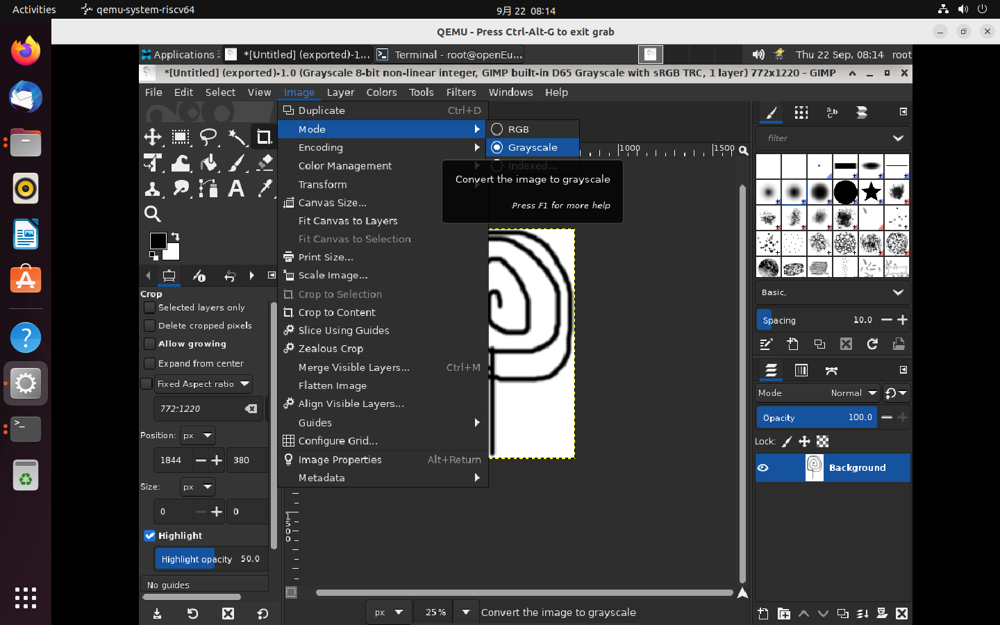 Activities
qemu-system-riscv64
9月 22 08:14
QEMU - Press Ctrl-Alt-G to exit grab
Applications
*[Untitled] (exported)-1...
Terminal - root@openEu...
Thu 22 Sep, 08:14
root
*[Untitled] (exported)-1.0 (Grayscale 8-bit non-linear integer, GIMP built-in D65 Grayscale with sRGB TRC, 1 layer) 772x1220 – GIMP
File Edit Select View Image Layer Colors Tools Filters Windows Help
Duplicate Ctrl+D
Mode
Encoding
Color Management
Transform
Canvas Size...
Fit Canvas to Layers
Fit Canvas to Selection
Print Size...
Scale Image...
Crop to Selection
Crop to Content
Slice Using Guides
Zealous Crop
Merge Visible Layers... Ctrl+M
Flatten Image
Align Visible Layers...
Guides
Configure Grid...
Image Properties Alt+Return
Metadata
RGB
Grayscale
Indexed...
Convert the image to grayscale
Press F1 for more help
1000
1500
1500
Crop
Selected layers only
Delete cropped pixels
Allow growing
Expand from center
Fixed Aspect ratio
772:1220
Position: px
1844
380
Size: px
0
0
Highlight
Highlight opacity 50.0
No guides
px
25%
Convert the image to grayscale
filter
Basic,
Spacing 10.0
Mode Normal
Opacity 100.0
Lock:
Background